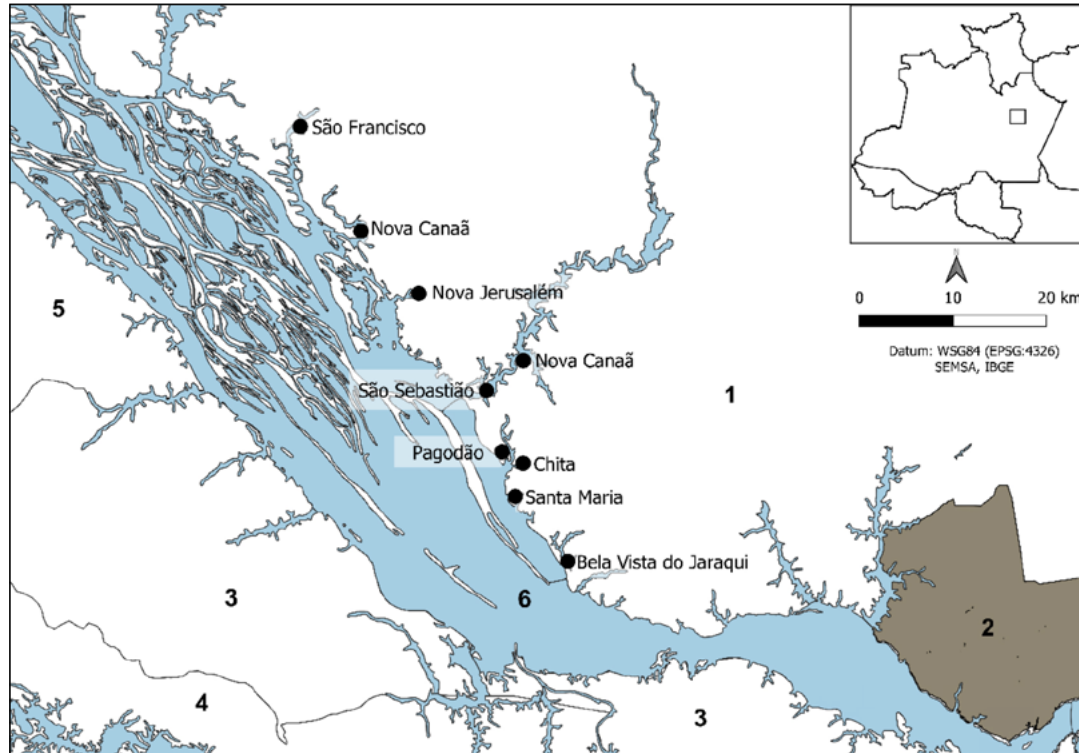 São Francisco
Nova Canaã
Nova Jerusalém
Nova Canaã
São Sebastião
Pagodão
Chita
Santa Maria
Bela Vista do Jaraqui
5
1
3
6
2
4
3
N
0 10 20 km
Datum: WSG84 (EPSG:4326)
SEMSA, IBGE